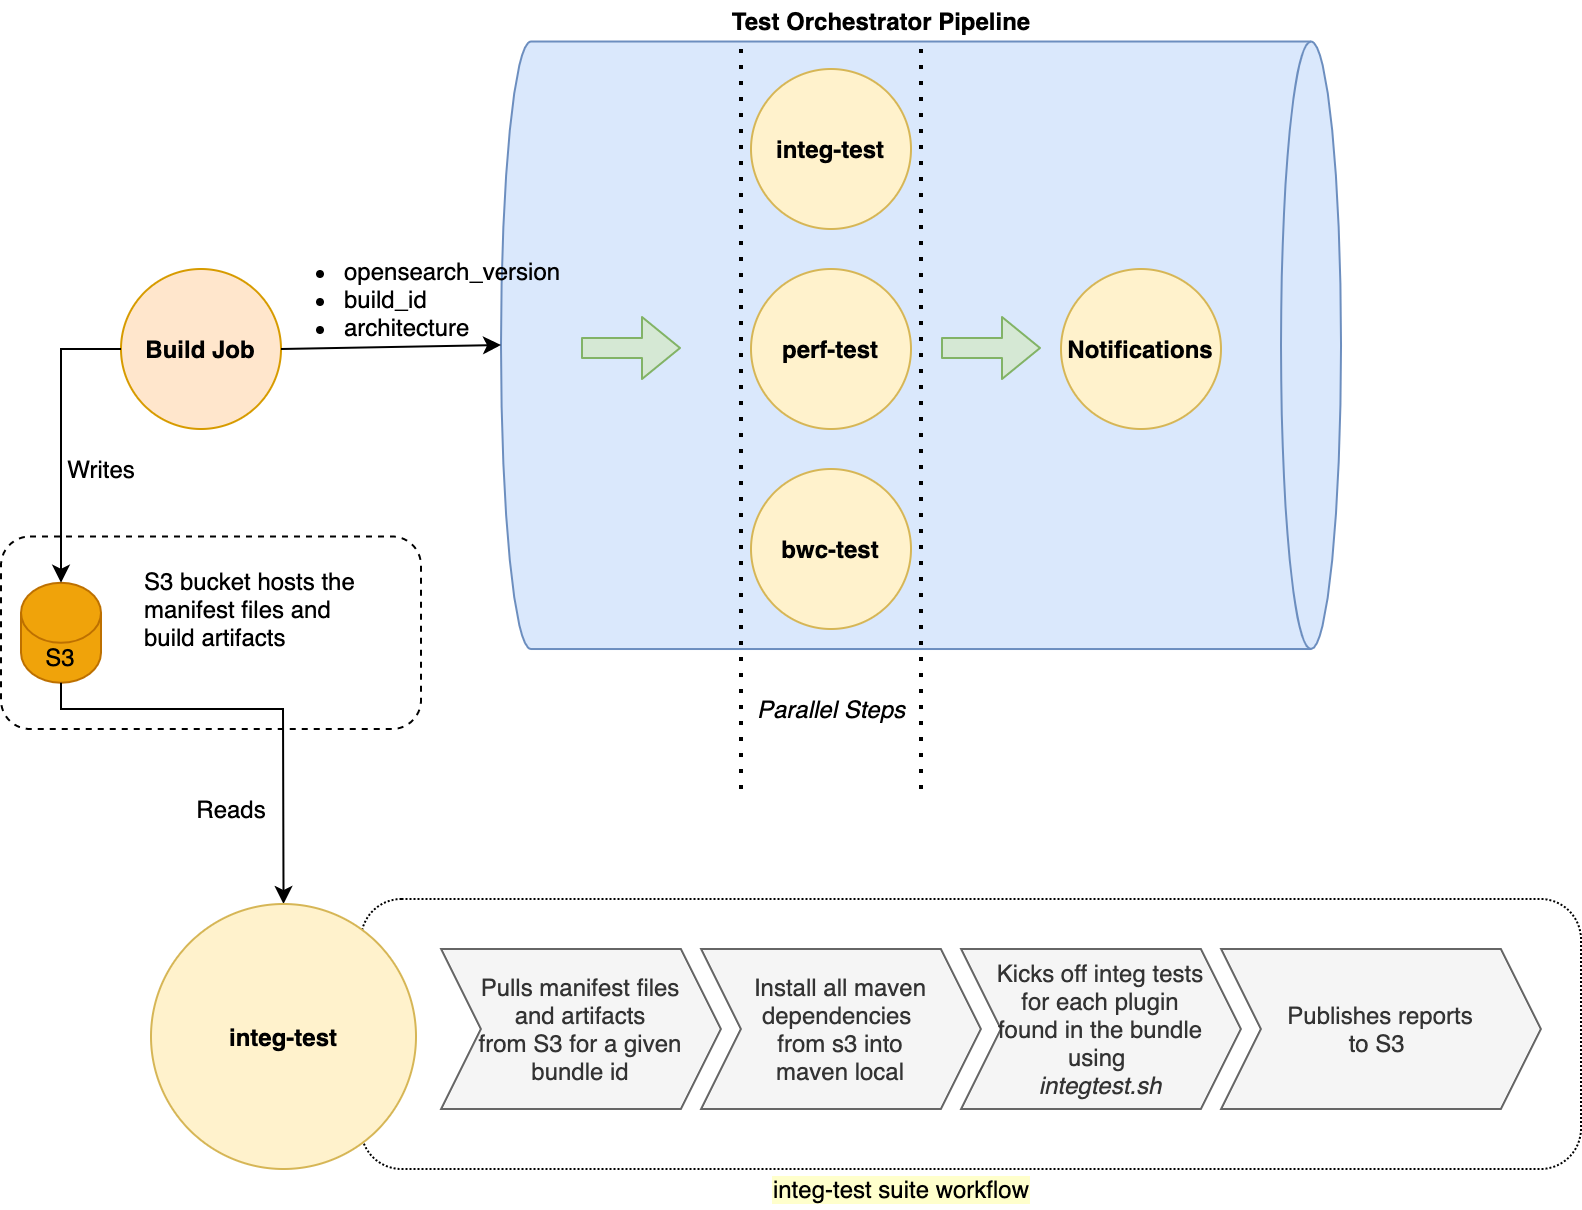 Test Orchestrator Pipeline
integ-test
• opensearch_version
• build_id
• architecture
Build Job
perf-test
Notifications
Writes
bwc-test
S3 bucket hosts the
manifest files and
build artifacts
S3
Parallel Steps
Reads
integ-test
Pulls manifest files
and artifacts
from S3 for a given
bundle id
Install all maven
dependencies
from s3 into
maven local
Kicks off integ tests
for each plugin
found in the bundle
using
integtest.sh
Publishes reports
to S3
integ-test suite workflow